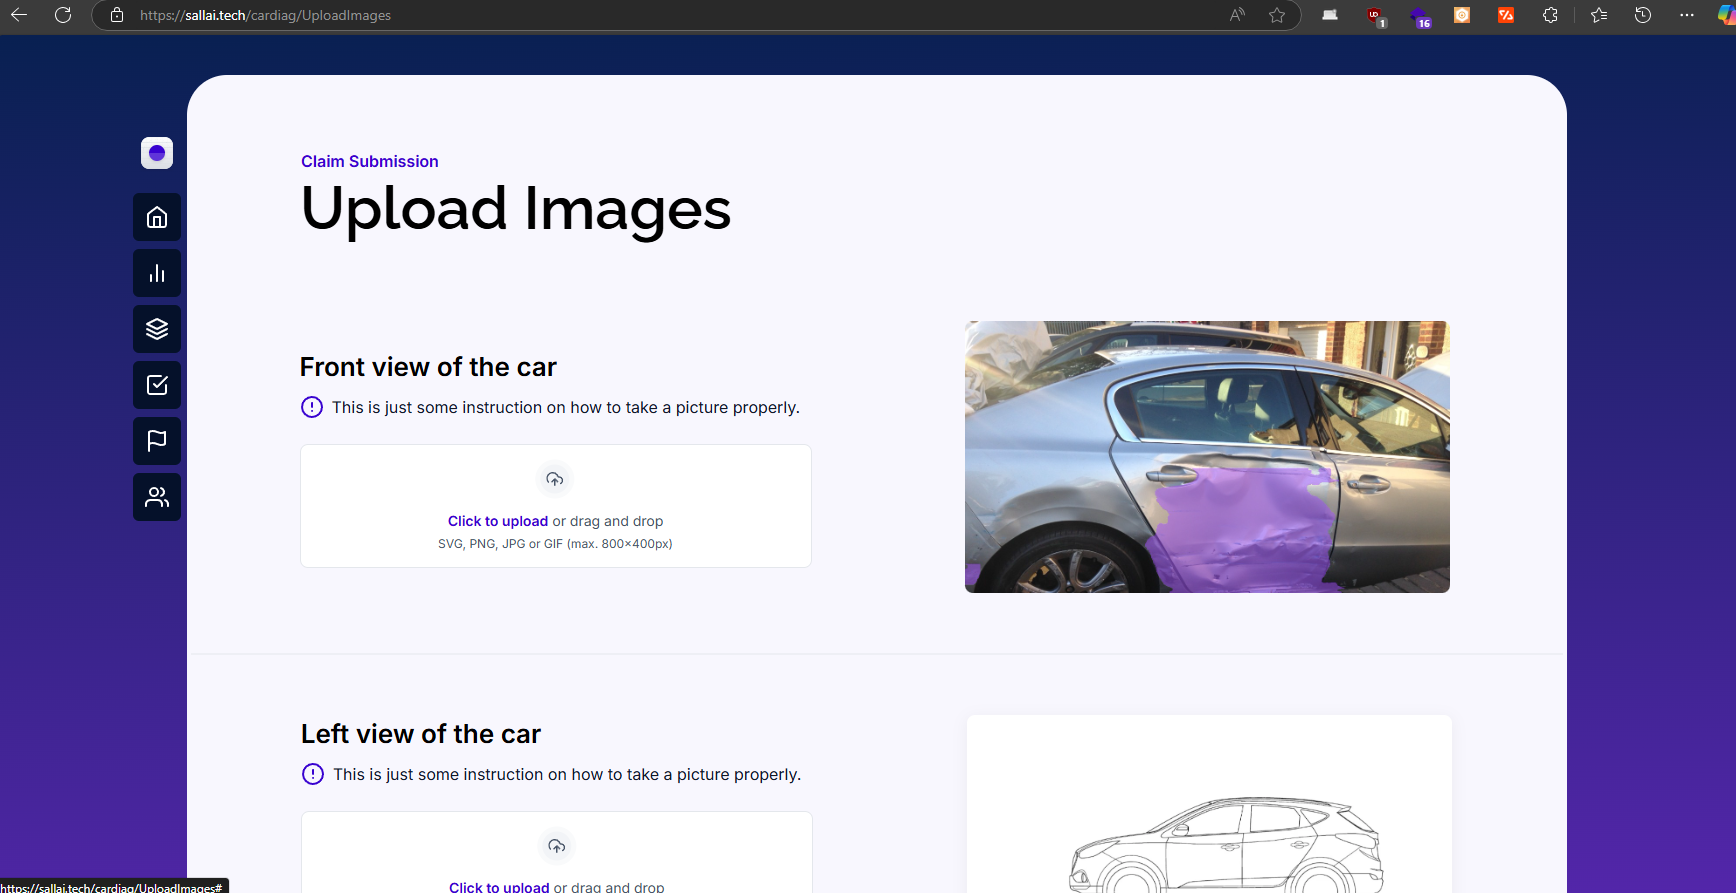 https://sallai.tech/cardiag/UploadImages
A
UD
1
16
Claim Submission
Upload Images
Front view of the car
This is just some instruction on how to take a picture properly.
Click to upload or drag and drop
SVG, PNG, JPG or GIF (max. 800×400px)
Left view of the car
This is just some instruction on how to take a picture properly.
Click to upload or drag and drop
https://sallai.tech/cardiag/UploadImages#